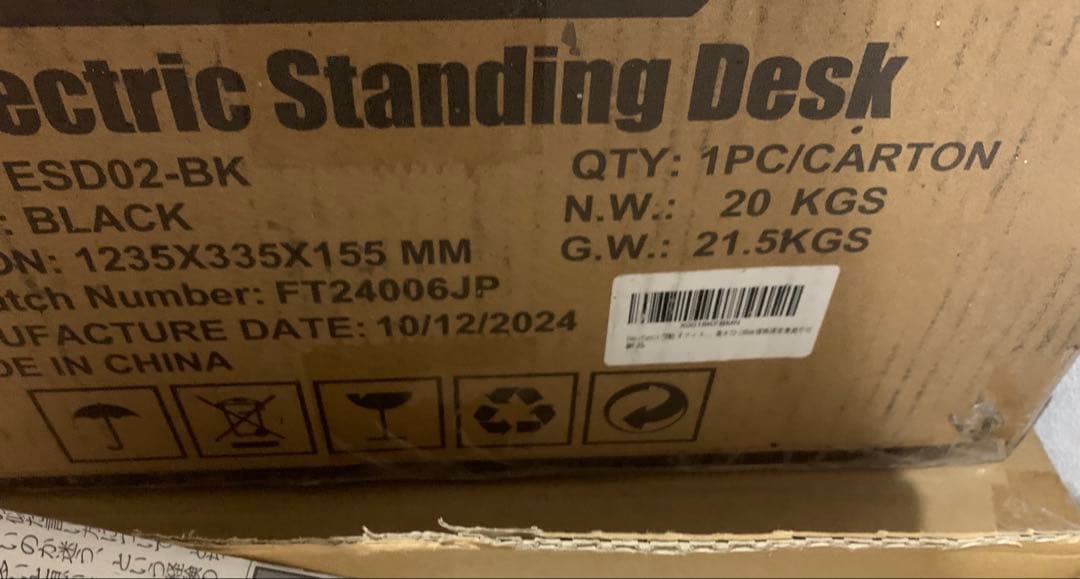 ectric Standing Desk
ESD02-BK
: BLACK
ON: 1235X335X155 MM
atch Number: FT24006JP
UFACTURE DATE: 10/12/2024
DE IN CHINA
QTY: 1PC/CARTON
N.W.: 20 KGS
G.W.: 21.5KGS